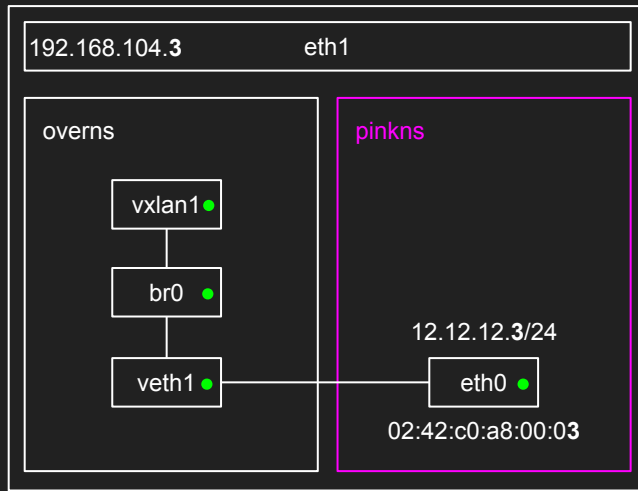 192.168.104.3 eth1
overns
pinkns
vxlan1
br0
12.12.12.3/24
veth1
eth0
02:42:c0:a8:00:03